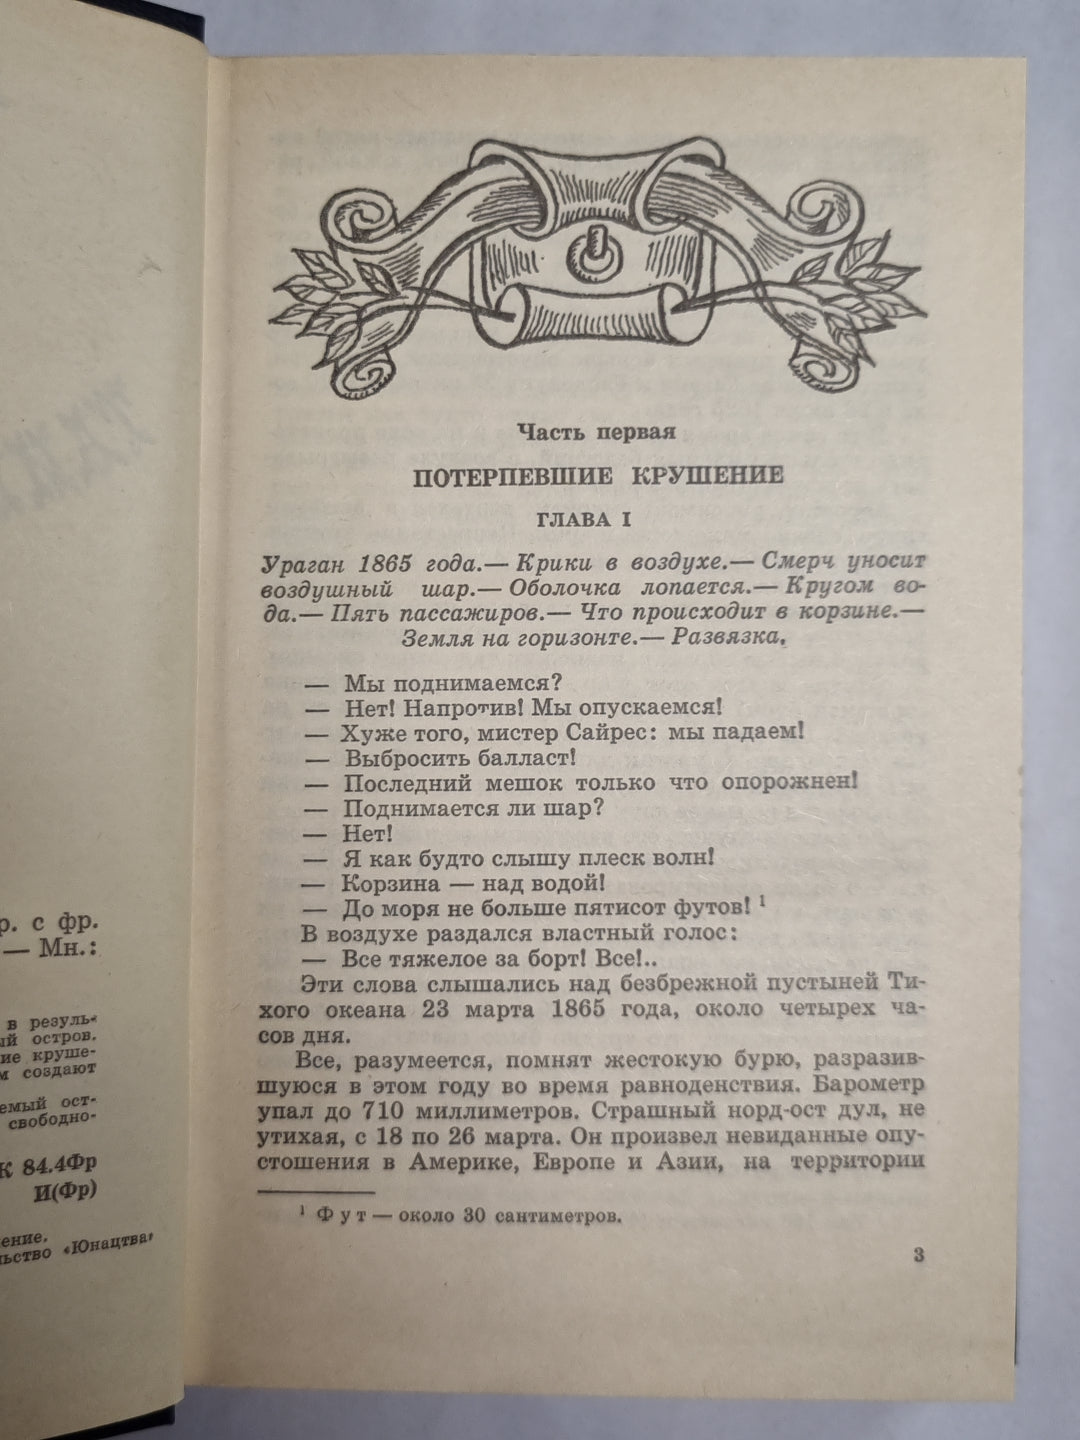 р. с фр.
— Мн.:
в резуль-
ый остров.
ие круше-
м создают
емый ост-
свободно-
К 84.4Фр
И(Фр)
ение.
льство «Юнацтва»
Часть первая
ПОТЕРПЕВШИЕ КРУШЕНИЕ
ГЛАВА I
Ураган 1865 года.— Крики в воздухе.— Смерч уносит
воздушный шар.— Оболочка лопается.— Кругом во-
да.— Пять пассажиров.— Что происходит в корзине.—
Земля на горизонте.— Развязка.
— Мы поднимаемся?
— Нет! Напротив! Мы опускаемся!
— Хуже того, мистер Сайрес: мы падаем!
— Выбросить балласт!
— Последний мешок только что опорожнен!
— Поднимается ли шар?
— Нет!
— Я как будто слышу плеск волн!
— Корзина — над водой!
— До моря не больше пятисот футов! ¹
В воздухе раздался властный голос:
— Все тяжелое за борт! Все!..
Эти слова слышались над безбрежной пустыней Ти-
хого океана 23 марта 1865 года, около четырех ча-
сов дня.
Все, разумеется, помнят жестокую бурю, разразив-
шуюся в этом году во время равноденствия. Барометр
упал до 710 миллиметров. Страшный норд-ост дул, не
утихая, с 18 по 26 марта. Он произвел невиданные опу-
стошения в Америке, Европе и Азии, на территории
¹ Фут — около 30 сантиметров.
3